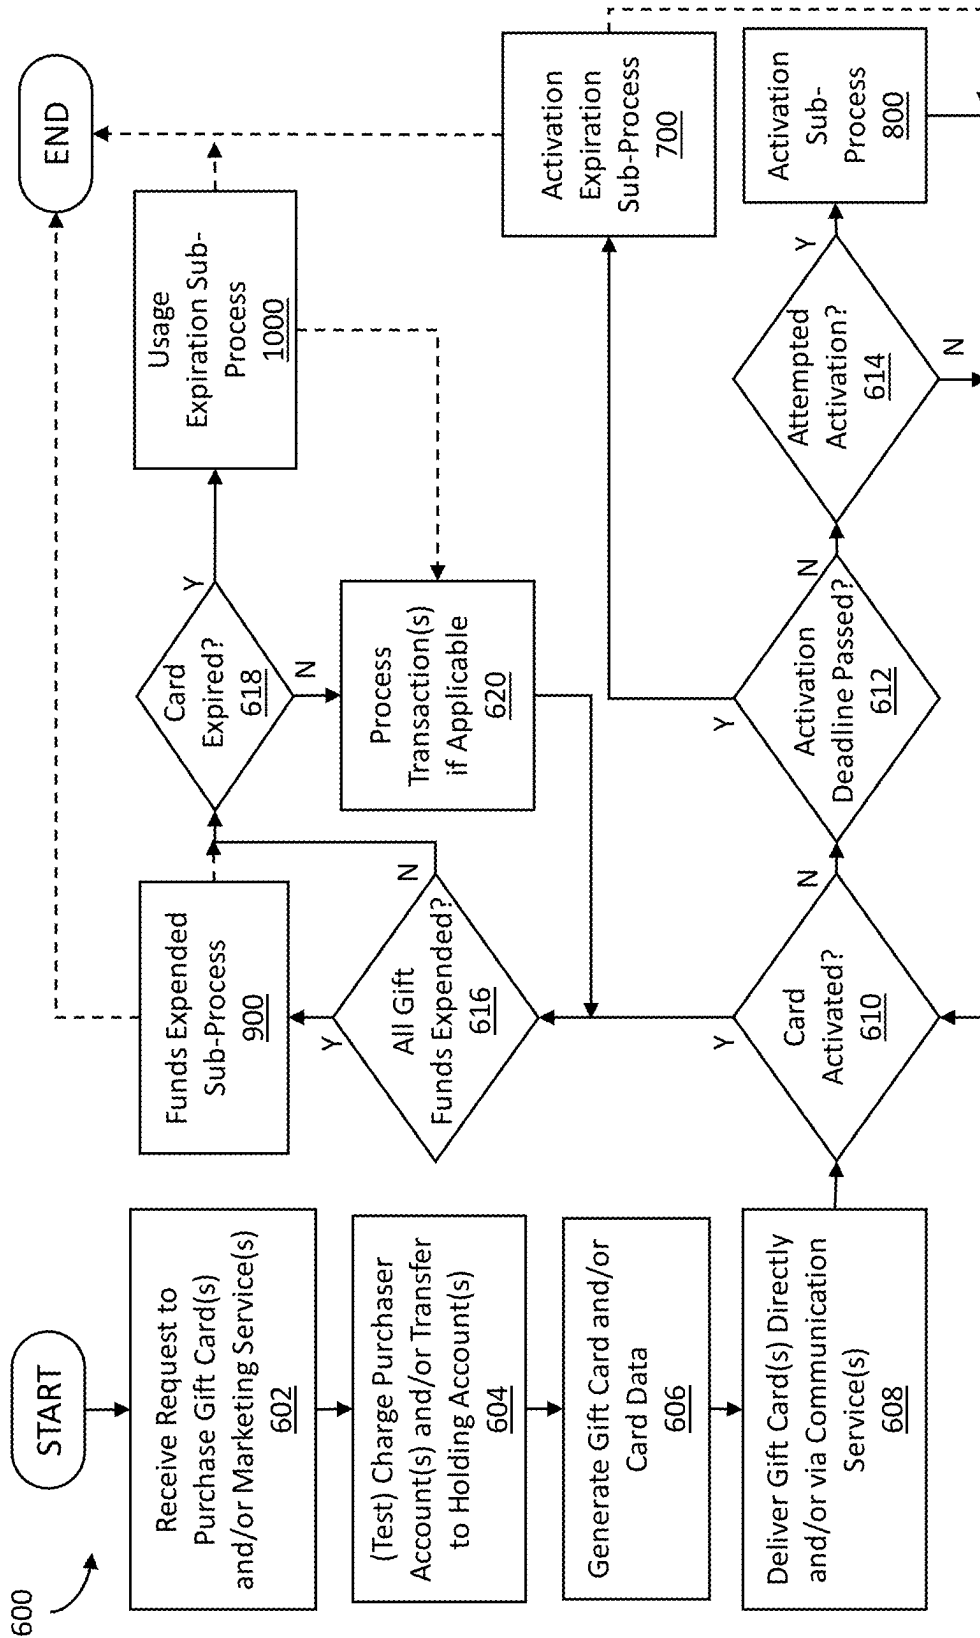 600
START
Receive Request to
Purchase Gift Card(s)
and/or Marketing Service(s)
602
(Test) Charge Purchaser
Account(s) and/or Transfer
to Holding Account(s)
604
Generate Gift Card and/or
Card Data
606
Deliver Gift Card(s) Directly
and/or via Communication
Service(s)
608
Card
Activated?
610
Y
N
Activation
Deadline Passed?
612
Y
N
Attempted
Activation?
614
Y
N
Activation
Sub-
Process
800
Activation
Expiration
Sub-Process
700
All Gift
Funds Expended?
616
Y
N
Funds Expended
Sub-Process
900
Card
Expired?
618
Y
N
Process
Transaction(s)
if Applicable
620
Usage
Expiration Sub-
Process
1000
END